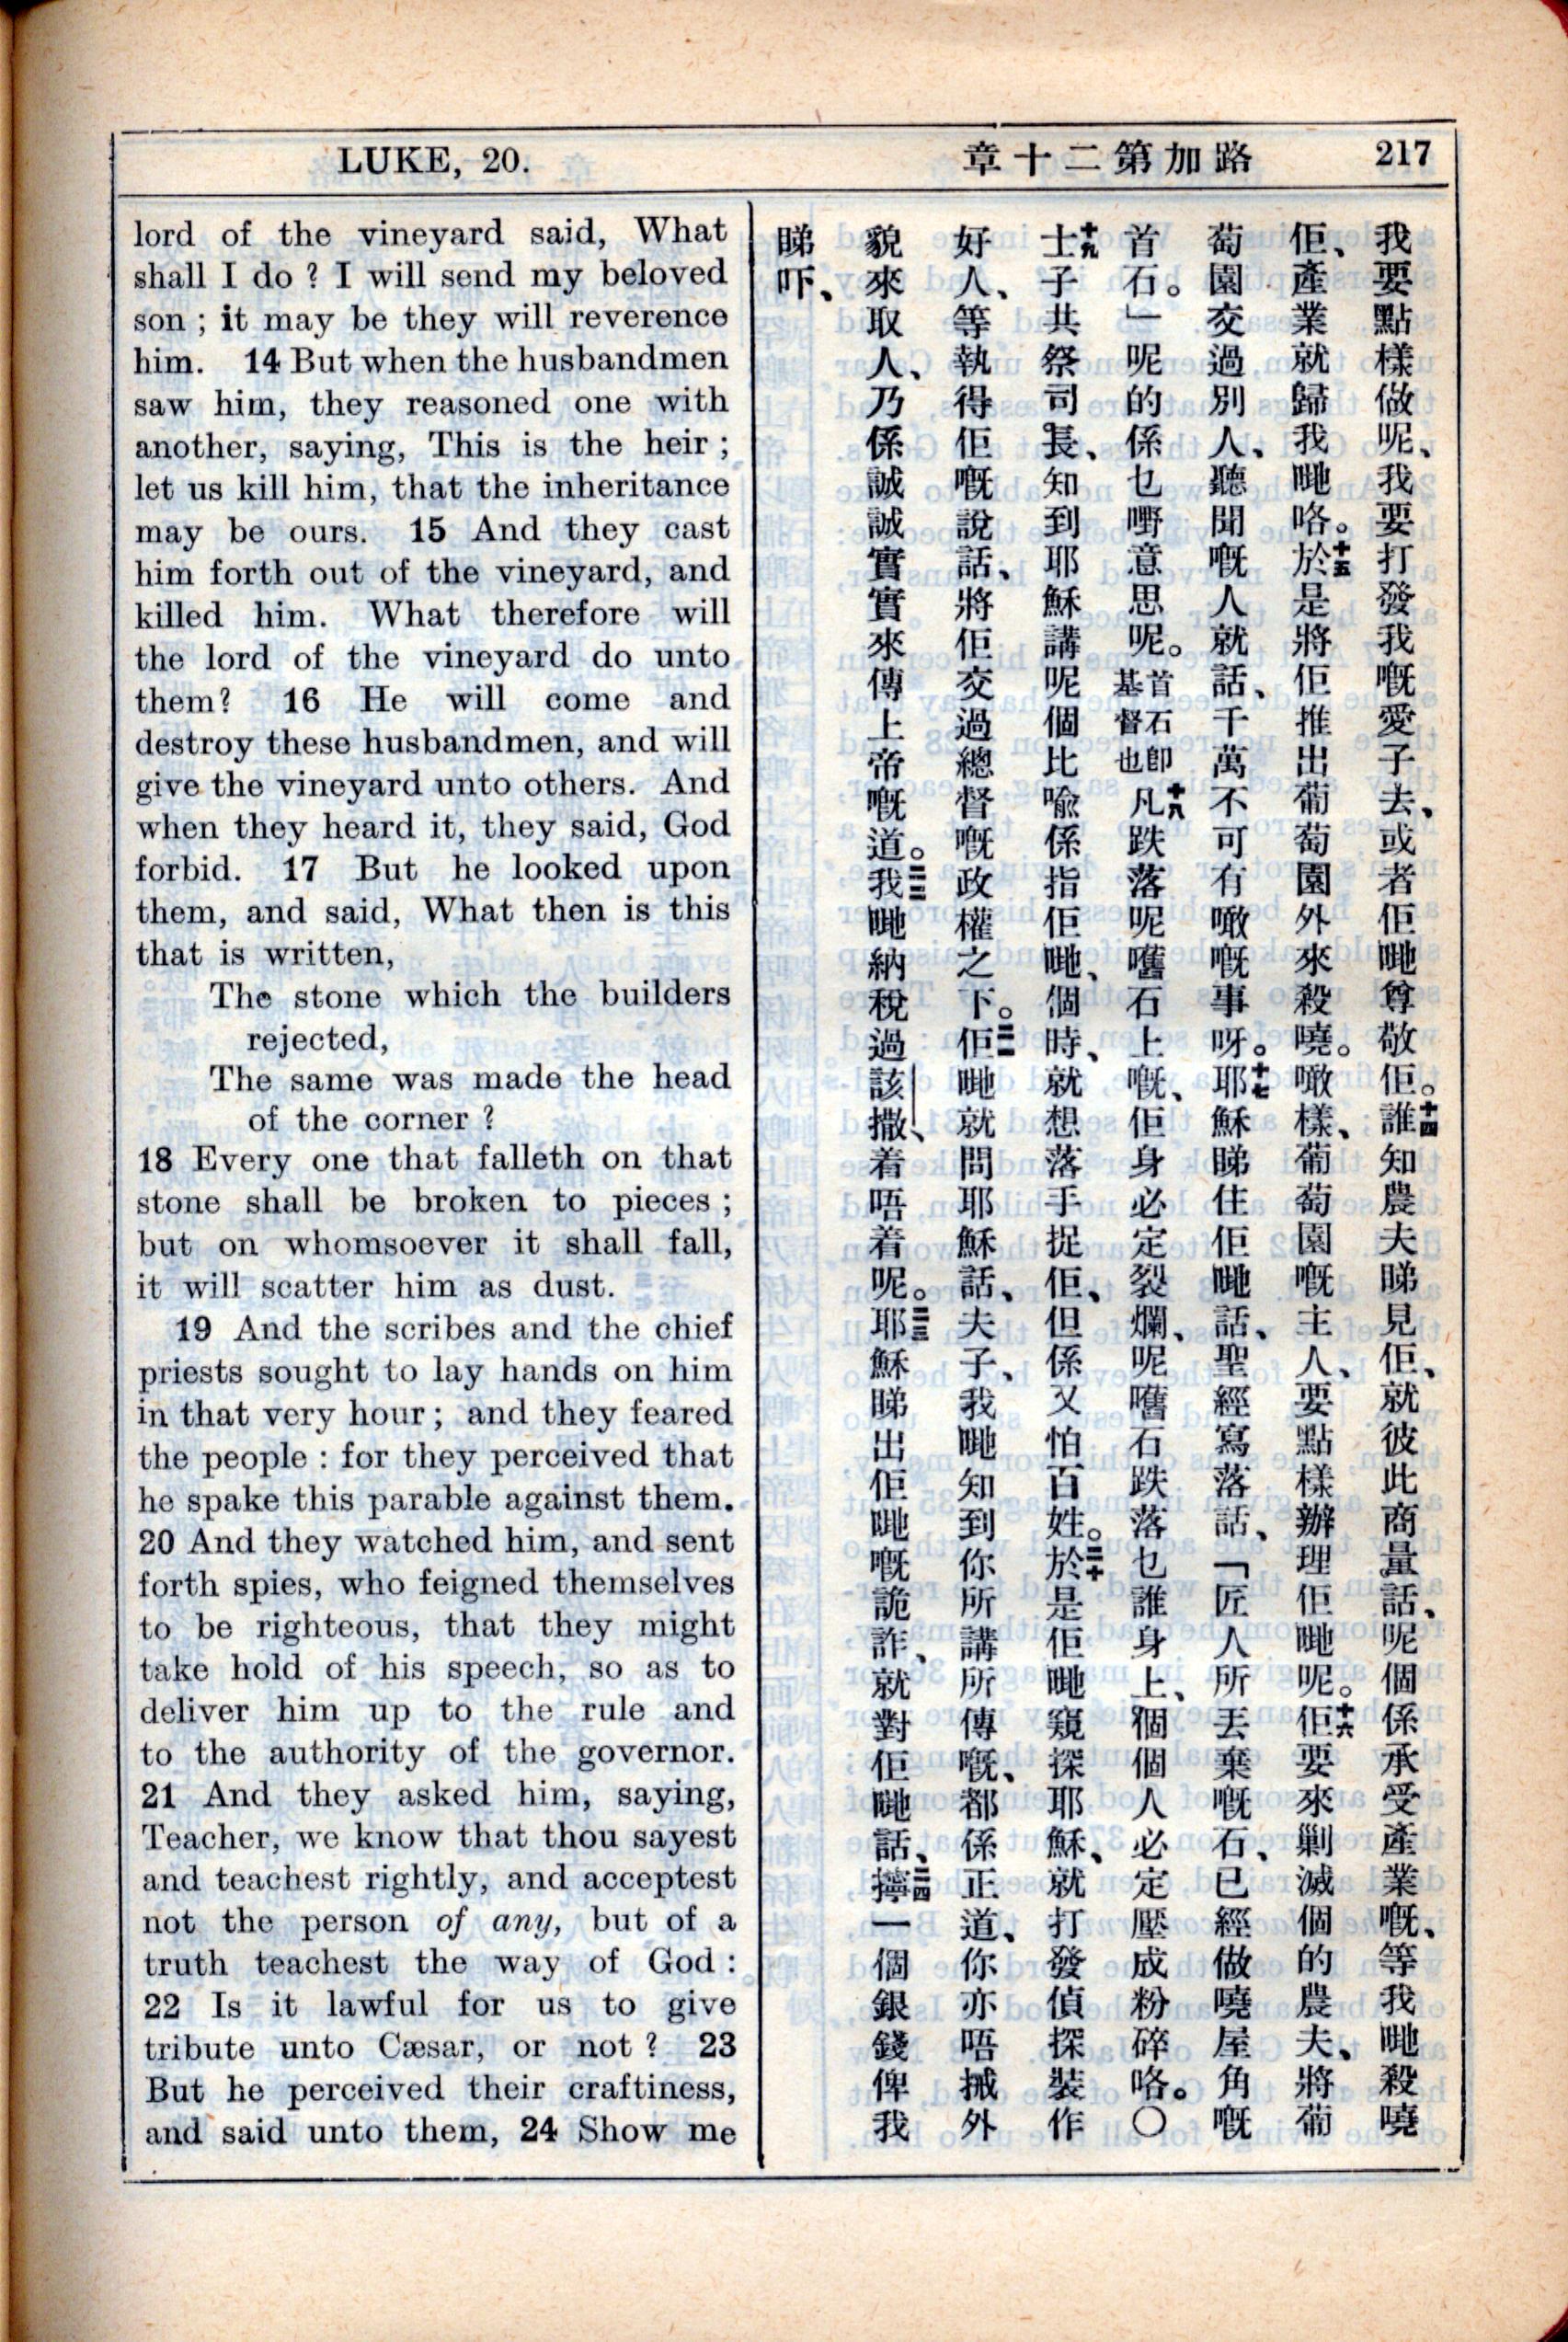 LUKE, 20.
章十二第加路
217
lord of the vineyard said, What
shall I do ? I will send my beloved
son ; it may be they will reverence
him. 14 But when the husbandmen
saw him, they reasoned one with
another, saying, This is the heir ;
let us kill him, that the inheritance
may be ours. 15 And they cast
him forth out of the vineyard, and
killed him. What therefore will
the lord of the vineyard do unto
them? 16 He will come and
destroy these husbandmen, and will
give the vineyard unto others. And
when they heard it, they said, God
forbid. 17 But he looked upon
them, and said, What then is this
that is written,
The stone which the builders
rejected,
The same was made the head
of the corner ?
18 Every one that falleth on that
stone shall be broken to pieces ;
but on whomsoever it shall fall,
it will scatter him as dust.
19 And the scribes and the chief
priests sought to lay hands on him
in that very hour ; and they feared
the people : for they perceived that
he spake this parable against them.
20 And they watched him, and sent
forth spies, who feigned themselves
to be righteous, that they might
take hold of his speech, so as to
deliver him up to the rule and
to the authority of the governor.
21 And they asked him, saying,
Teacher, we know that thou sayest
and teachest rightly, and acceptest
not the person of any, but of a
truth teachest the way of God :
22 Is it lawful for us to give
tribute unto Cæsar, or not ? 23
But he perceived their craftiness,
and said unto them, 24 Show me
我要點樣做呢、我要打發我嘅愛子去、或者佢哋尊敬佢。十四誰知農夫睇見佢、就彼此商量話、呢個係承受產業嘅、等我哋殺嘵
佢、產業就歸我哋咯。十五於是將佢推出葡萄園外來殺嘵。噉樣、葡萄園嘅主人、要點樣辦理佢哋呢。十六佢要來剿滅個的農夫、將葡
萄園交過別人、聽聞嘅人就話、千萬不可有噉嘅事呀。十七耶穌睇住佢哋話、聖經寫落話、「匠人所丟棄嘅石、已經做嘵屋角嘅
首石。」呢的係乜嘢意思呢。首石即基督也十八凡跌落呢嚿石上嘅、佢身必定裂爛、呢嚿石跌落乜誰身上、個個人必定壓成粉碎咯。〇
十九士子共祭司長、知到耶穌講呢個比喩係指佢哋、個時、就想落手捉佢、但係又怕百姓。二十於是佢哋窺探耶穌、就打發偵探裝作
好人、等執得佢嘅說話、將佢交過總督嘅政權之下。二一佢哋就問耶穌話、夫子、我哋知到你所講所傳嘅、都係正道、你亦唔搣外
貌來取人、乃係誠誠實實來傳上帝嘅道。二二我哋納稅過該撒、着唔着呢。二三耶穌睇出佢哋嘅詭詐、就對佢哋話、二四擰一個銀錢俾我
睇吓、